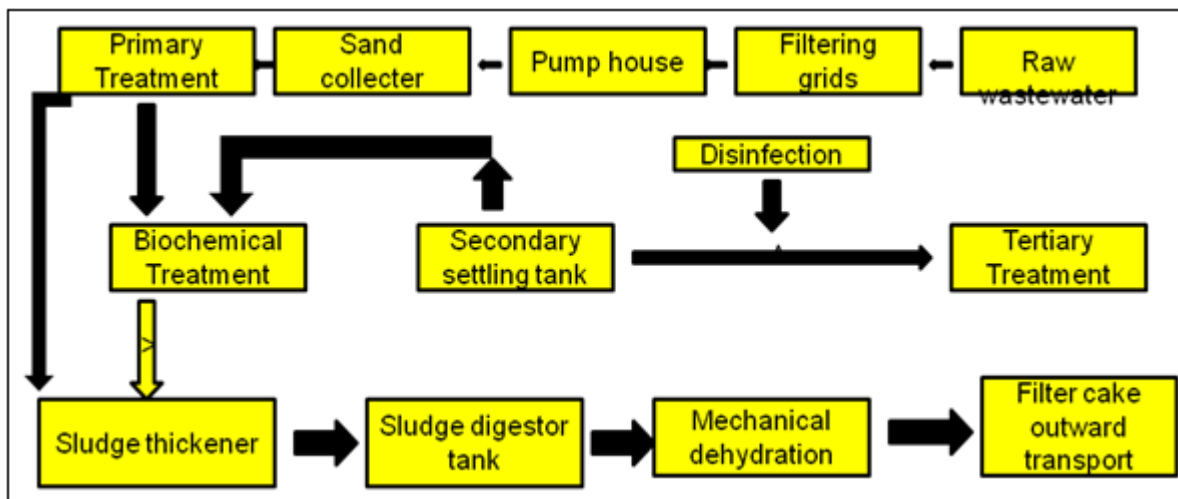 Primary
Treatment
Sand
collecter
Pump house
Filtering
grids
Raw
wastewater
Disinfection
Biochemical
Treatment
Secondary
settling tank
Tertiary
Treatment
>
Sludge thickener
Sludge digestor
tank
Mechanical
dehydration
Filter cake
outward
transport